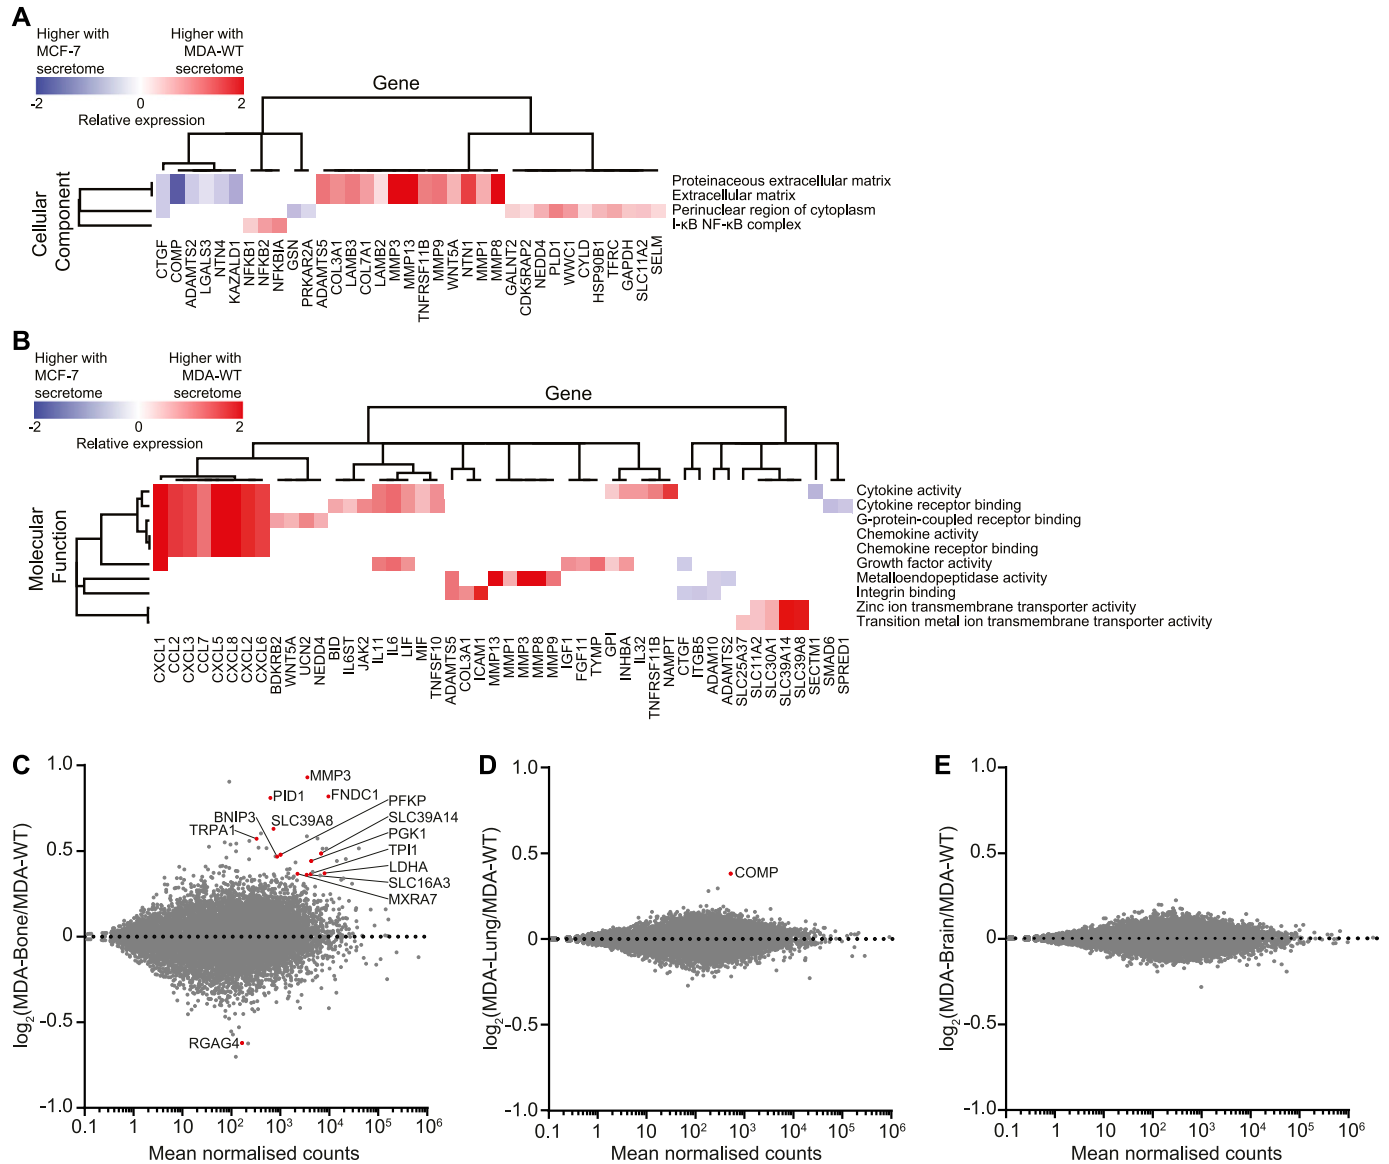 A
Higher with
MCF-7
secretome
Higher with
MDA-WT
secretome
-2
0
2
Relative expression
Gene
Cellular
Component
Proteinaceous extracellular matrix
Extracellular matrix
Perinuclear region of cytoplasm
I-κB NF-κB complex
CTGF
COMP
ADAMTS2
LGALS3
NTN4
KAZALD1
NFKB1
NFKB2
NFKBIA
GSN
PRKAR2A
ADAMTS5
COL3A1
LAMB3
COL7A1
LAMB2
MMP3
MMP13
TNFRSF11B
MMP9
WNT5A
NTN1
MMP1
MMP8
GALNT2
CDK5RAP2
NEDD4
PLD1
WWC1
CYLD
HSP90B1
TFRC
GAPDH
SLC11A2
SELM
B
Higher with
MCF-7
secretome
Higher with
MDA-WT
secretome
-2
0
2
Relative expression
Gene
Molecular
Function
Cytokine activity
Cytokine receptor binding
G-protein-coupled receptor binding
Chemokine activity
Chemokine receptor binding
Growth factor activity
Metalloendopeptidase activity
Integrin binding
Zinc ion transmembrane transporter activity
Transition metal ion transmembrane transporter activity
CXCL1
CCL2
CXCL3
CCL7
CXCL5
CXCL8
CXCL2
CXCL6
BDKRB2
WNT5A
UCN2
NEDD4
BID
IL6ST
JAK2
IL11
IL6
LIF
MIF
TNFSF10
ADAMTS5
COL3A1
ICAM1
MMP13
MMP1
MMP3
MMP8
MMP9
IGF1
FGF11
TYMP
GPI
INHBA
IL32
TNFRSF11B
NAMPT
CTGF
ITGB5
ADAM10
ADAMTS2
SLC25A37
SLC11A2
SLC30A1
SLC39A14
SLC39A8
SECTM1
SMAD6
SPRED1
C
log2(MDA-Bone/MDA-WT)
1.0
0.5
0
-0.5
-1.0
MMP3
PID1
FNDC1
BNIP3
SLC39A8
TRPA1
PFKP
SLC39A14
PGK1
TPI1
LDHA
SLC16A3
MXRA7
RGAG4
0.1
1
10
10²
10³
10⁴
10⁵
10⁶
Mean normalised counts
D
log2(MDA-Lung/MDA-WT)
1.0
0.5
0
-0.5
-1.0
COMP
0.1
1
10
10²
10³
10⁴
10⁵
10⁶
Mean normalised counts
E
log2(MDA-Brain/MDA-WT)
1.0
0.5
0
-0.5
-1.0
0.1
1
10
10²
10³
10⁴
10⁵
10⁶
Mean normalised counts